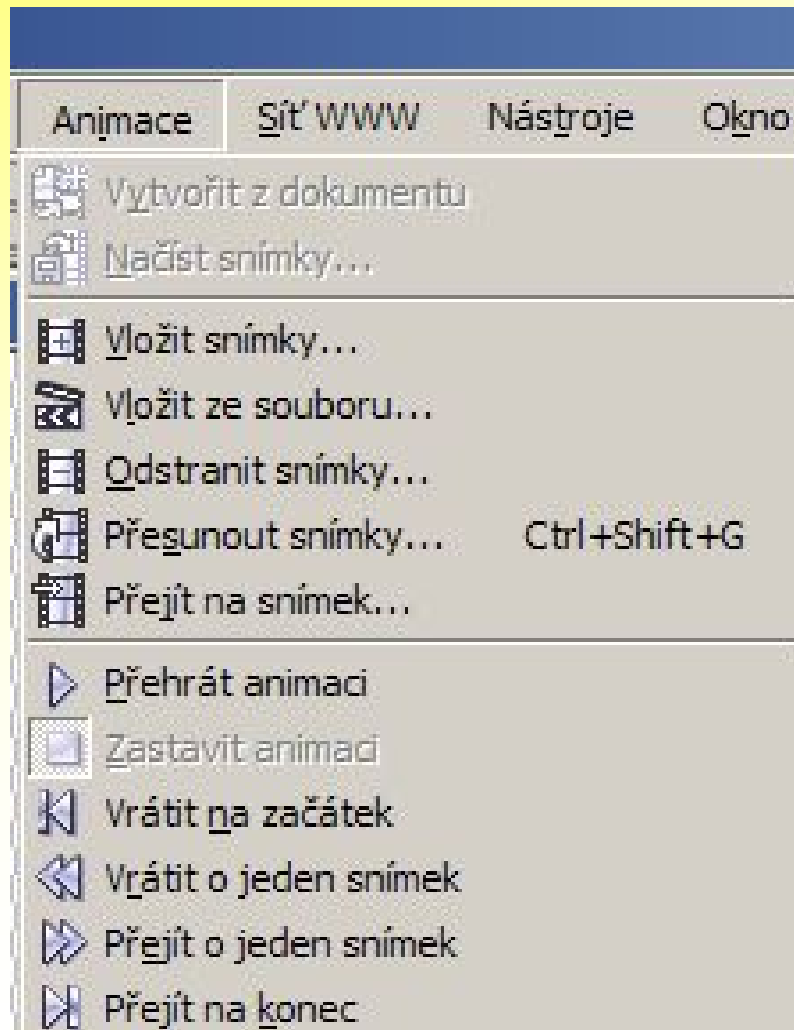 Animace Síť WWW Nástroje Okno
Vytvořit z dokumentu
Načíst snímky...
Vložit snímky...
Vložit ze souboru...
Odstranit snímky...
Přesunout snímky... Ctrl+Shift+G
Přejít na snímek...
Přehrát animaci
Zastavit animaci
Vrátit na začátek
Vrátit o jeden snímek
Přejít o jeden snímek
Přejít na konec